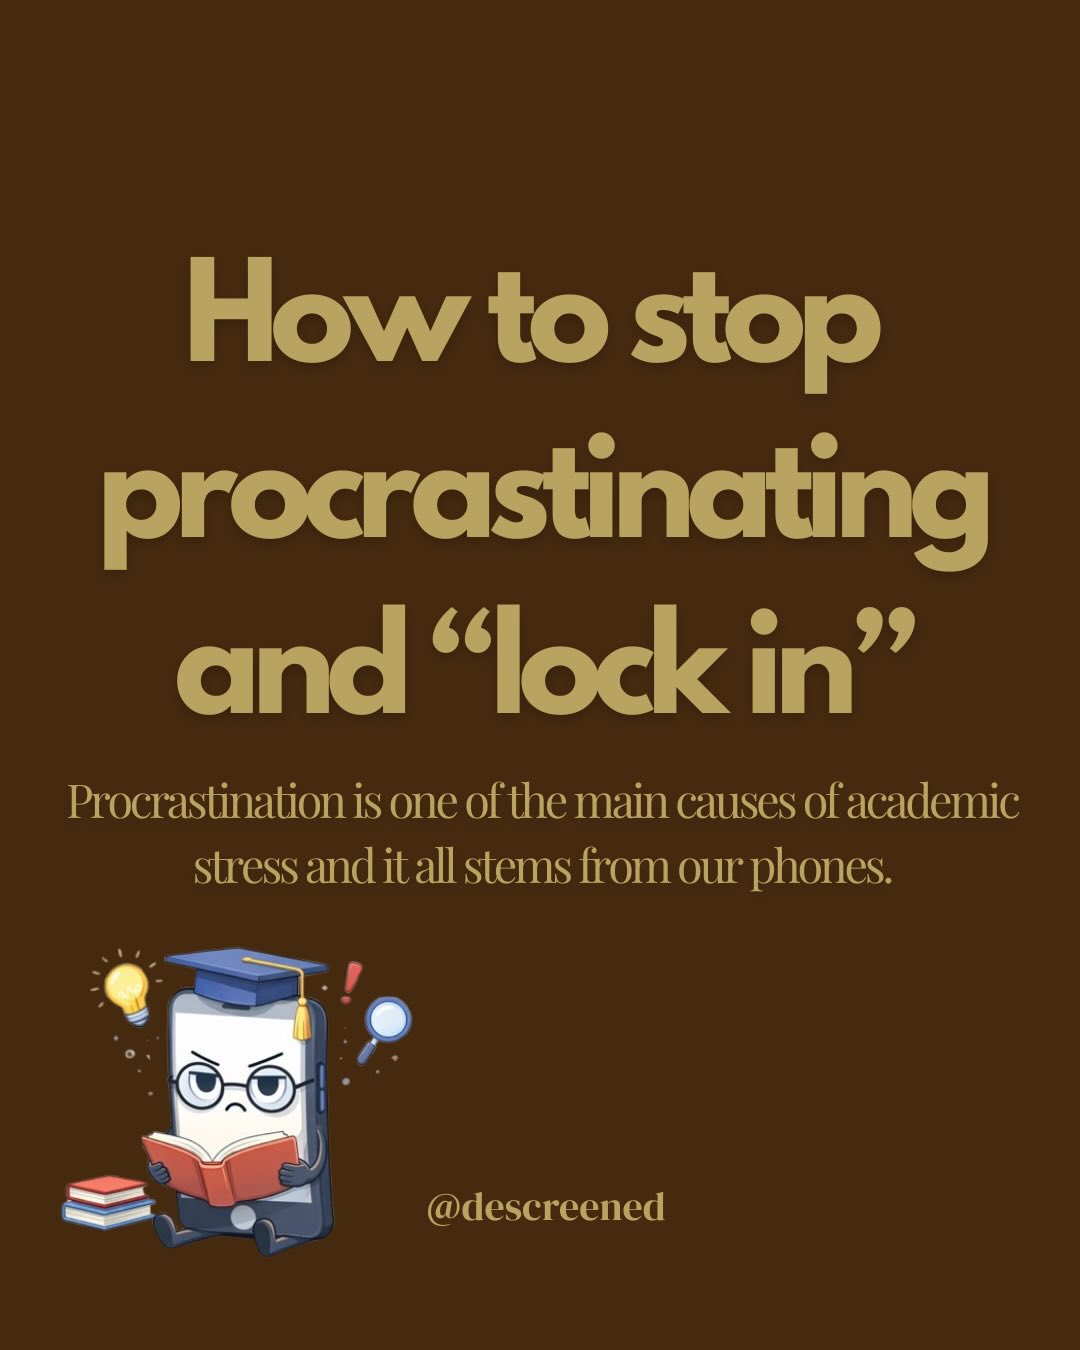 How to stop
procrastinating
and “lock in”
Procrastination is one of the main causes of academic
stress and it all stems from our phones.
@descreened